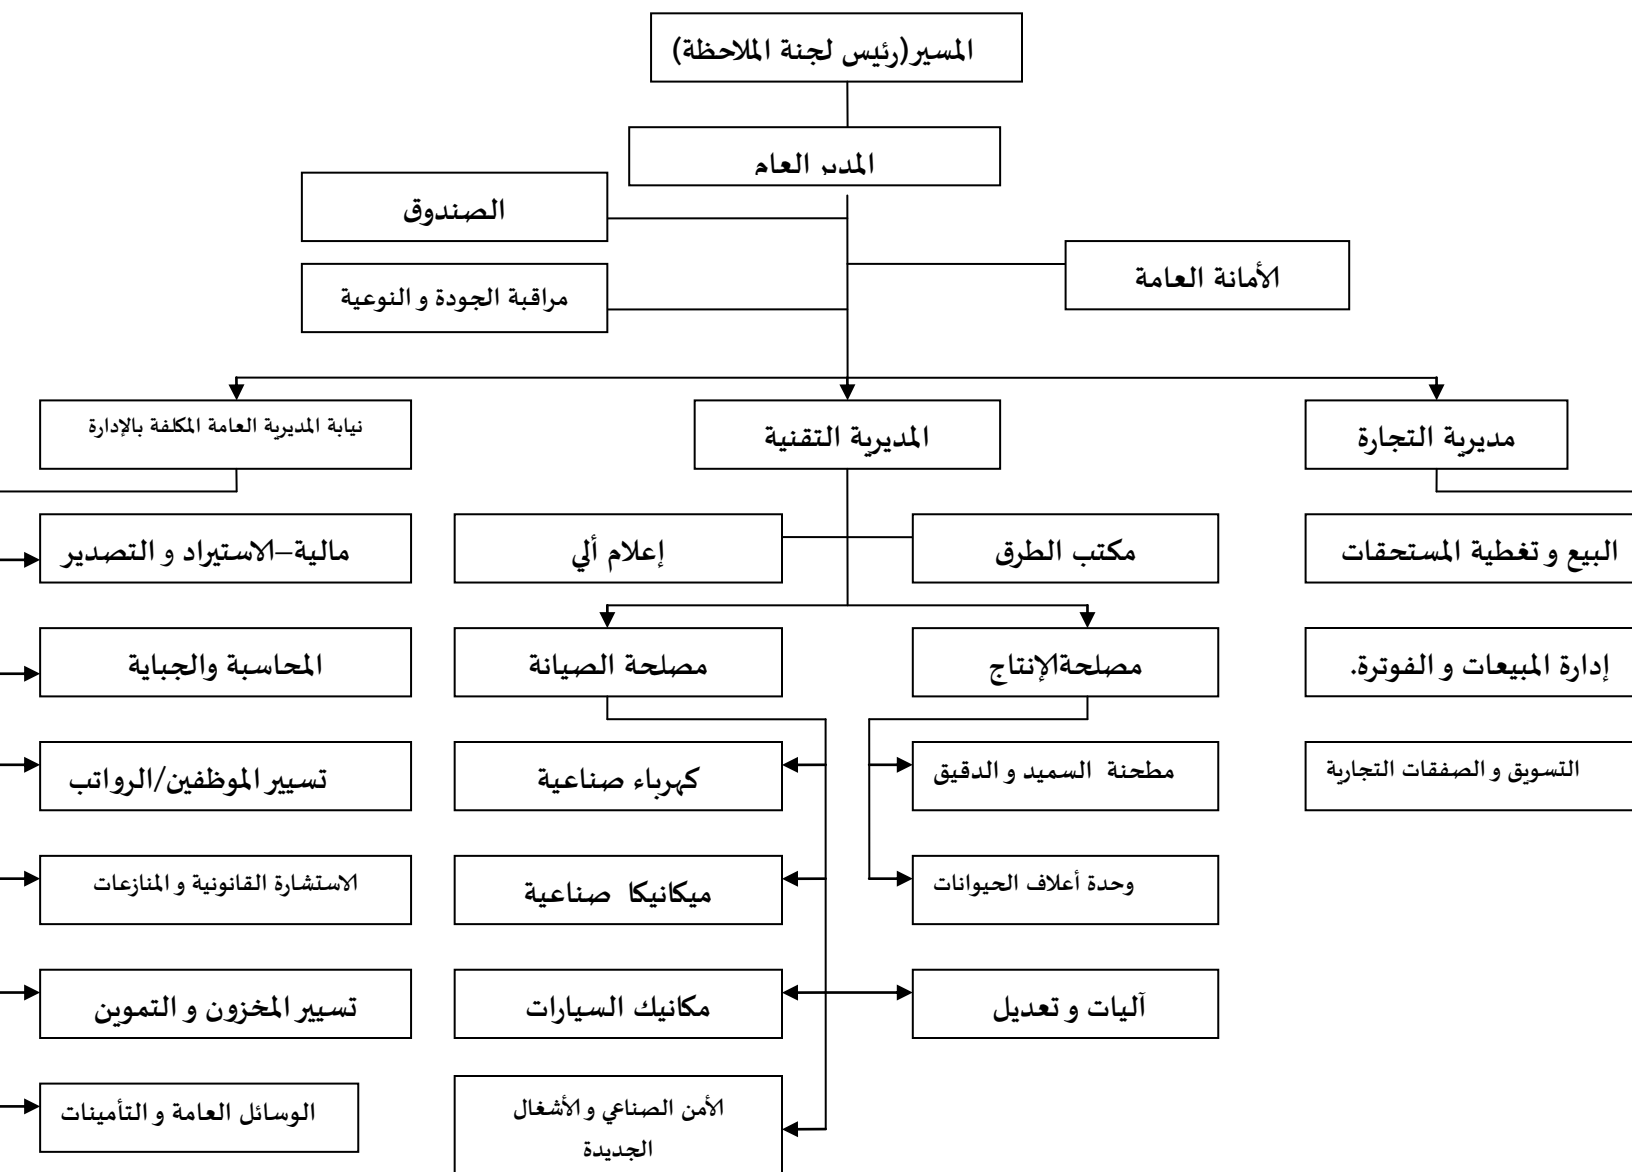 المسير(رئيس لجنة الملاحظة)
المدير العام
الصندوق
الأمانة العامة
مراقبة الجودة و النوعية
مديرية التجارة
المديرية التقنية
نيابة المديرية العامة المكلفة بالإدارة
البيع و تغطية المستحقات
مكتب الطرق
إعلام ألي
مالية–الاستيراد و التصدير
إدارة المبيعات و الفوترة.
مصلحةالإنتاج
مصلحة الصيانة
المحاسبة والجباية
التسويق و الصفقات التجارية
مطحنة السميد و الدقيق
كهرباء صناعية
تسيير الموظفين/الرواتب
وحدة أعلاف الحيوانات
ميكانيكا صناعية
الاستشارة القانونية و المنازعات
آليات و تعديل
مكانيك السيارات
تسيير المخزون و التموين
الأمن الصناعي و الأشغال
الجديدة
الوسائل العامة و التأمينات